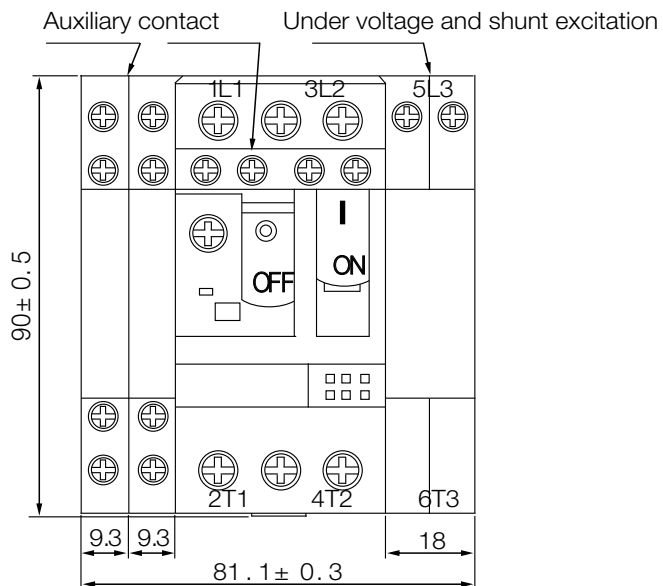 Auxiliary contact
Under voltage and shunt excitation
1L1 3L2 5L3
I
ON
OFF
90± 0.5
2T1 4T2 6T3
9.3 9.3 18
81.1± 0.3